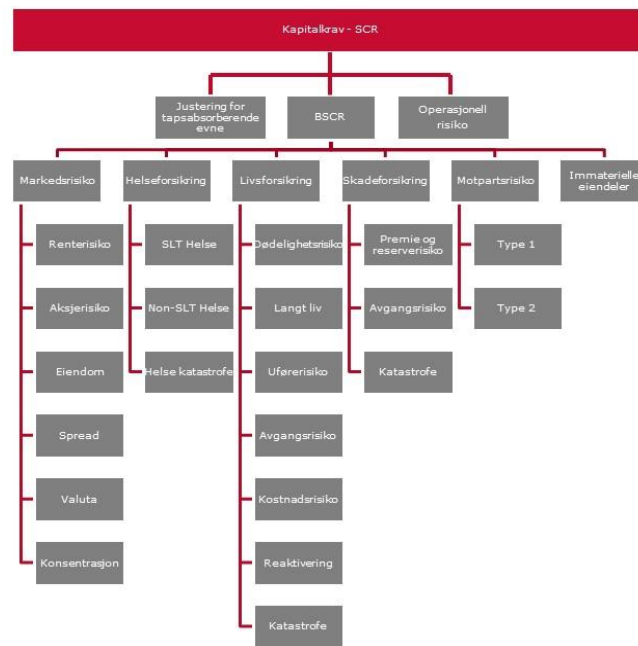 Kapitalkrav - SCR
Justering for
tapsabsorberende
evne
BSCR
Operasjonell
risiko
Markedsrisiko
Helseforsikring
Livsforsikring
Skadeforsikring
Motpartsrisiko
Immaterielle
eiendeler
Renterisiko
SLT Helse
Dødelighetsrisiko
Premie og
reserverisiko
Type 1
Aksjerisiko
Non-SLT Helse
Langt liv
Avgangsrisiko
Type 2
Eiendom
Helse katastrofe
Uførerisiko
Katastrofe
Spread
Avgangsrisiko
Valuta
Kostnadsrisiko
Konsentrasjon
Reaktivering
Katastrofe